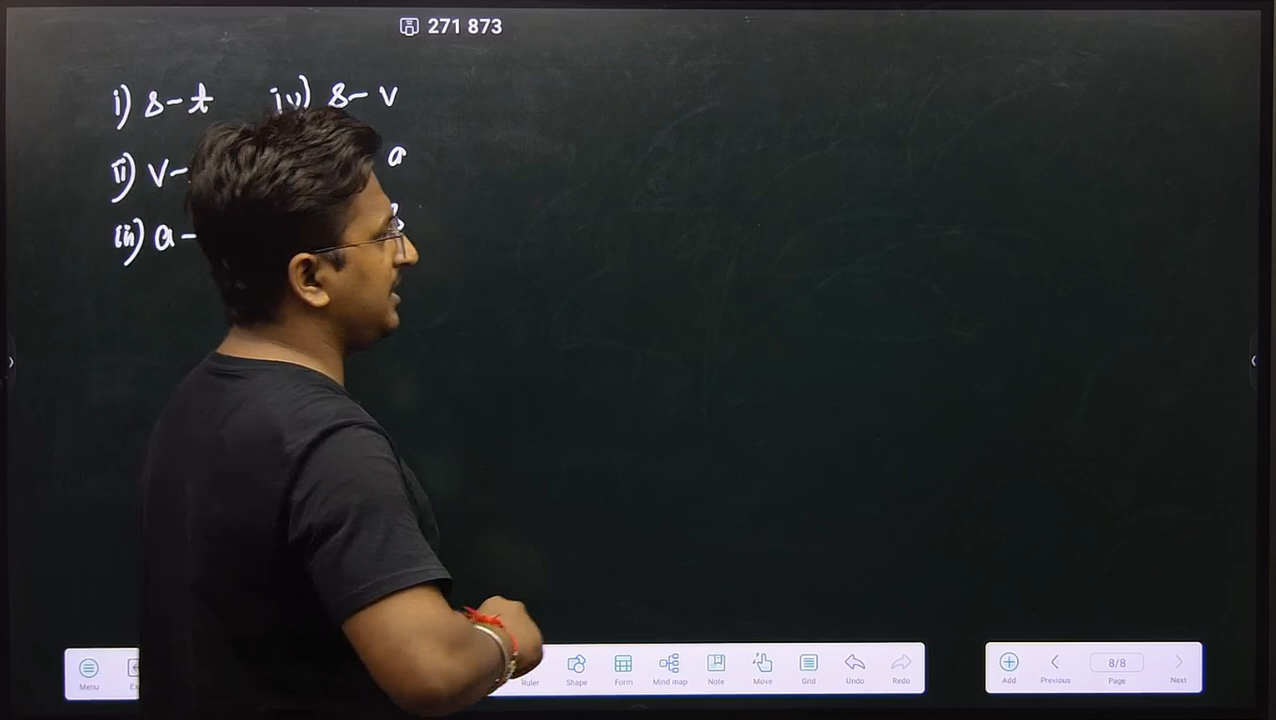 271 873
i) s-t iv) s- v
ii) v-
a
iii) a-
Menu
Ruler
Shape
Form
Mind map
Note
Move
Grid
Undo
Redo
Add
Previous
8/8
Page
Next